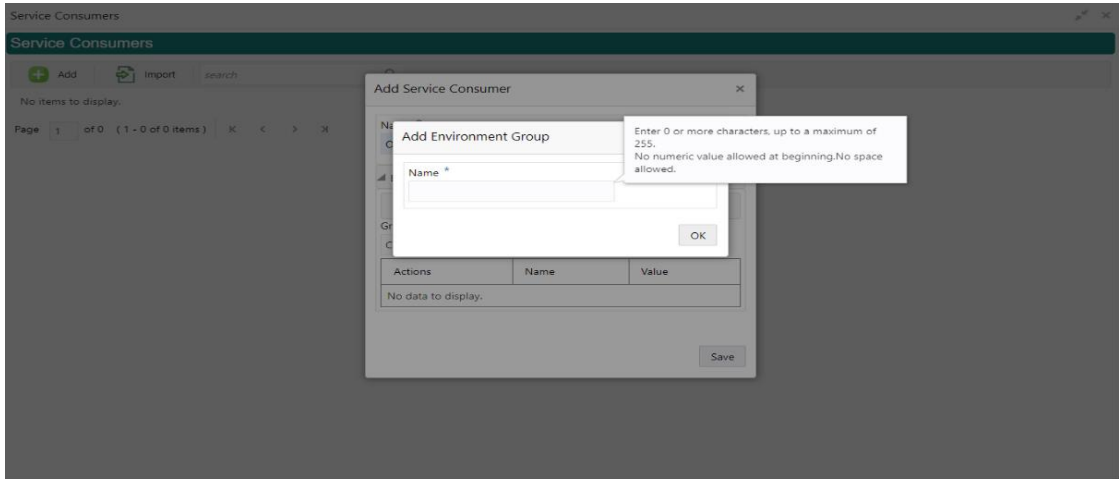 Service Consumers
Service Consumers
Add Import search
No items to display.
Page 1 of 0 (1 - 0 of 0 items)
Add Service Consumer
Add Environment Group
Name *
Enter 0 or more characters, up to a maximum of
255.
No numeric value allowed at beginning.No space
allowed.
OK
Actions Name Value
No data to display.
Save